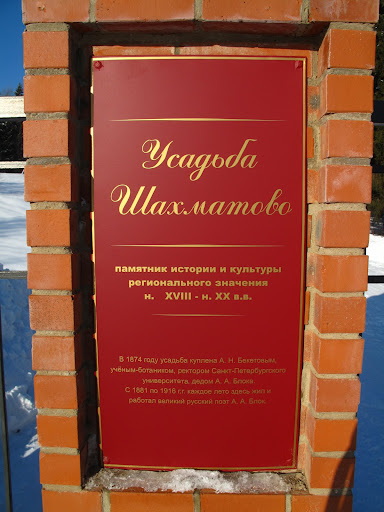 Усадьба
Шахматово
памятник истории и культуры
регионального значения
н. XVIII - н. XX в.в.
В 1874 году усадьба куплена А. Н. Бекетовым,
учёным-ботаником, ректором Санкт-Петербургского
университета, дедом А. А. Блока.
С 1881 по 1916 г.г. каждое лето здесь жил и
работал великий русский поэт А. А. Блок.